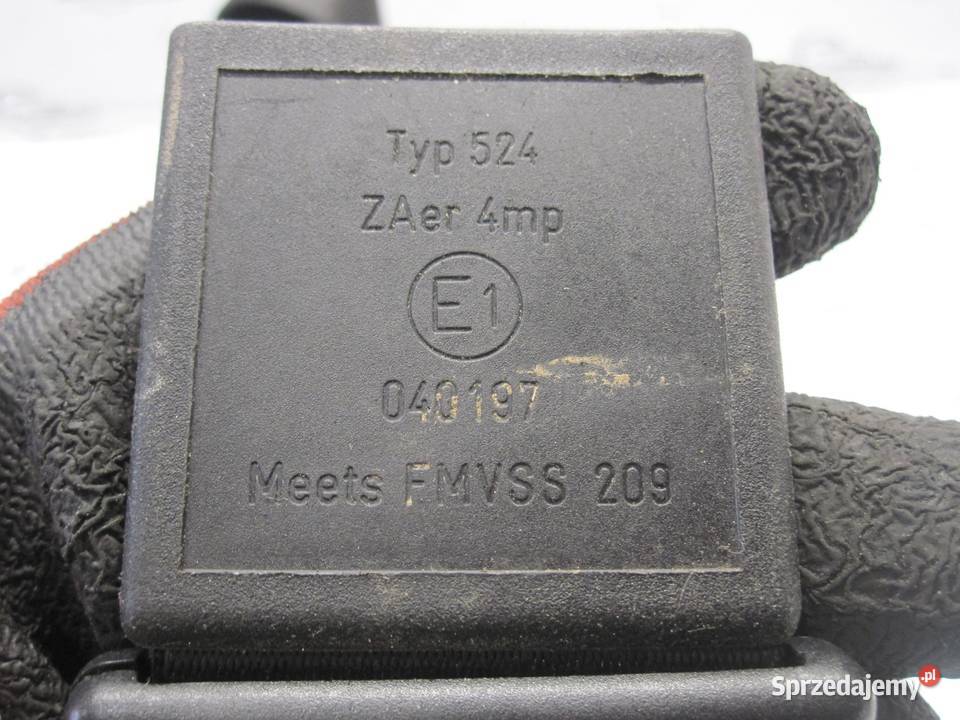 Typ 524
ZAer 4mp
E1
040197
Meets FMVSS 209
Sprzedajemy.pl